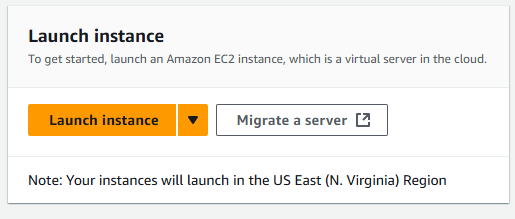 Launch instance
To get started, launch an Amazon EC2 instance, which is a virtual server in the cloud.
Launch instance
Migrate a server
Note: Your instances will launch in the US East (N. Virginia) Region